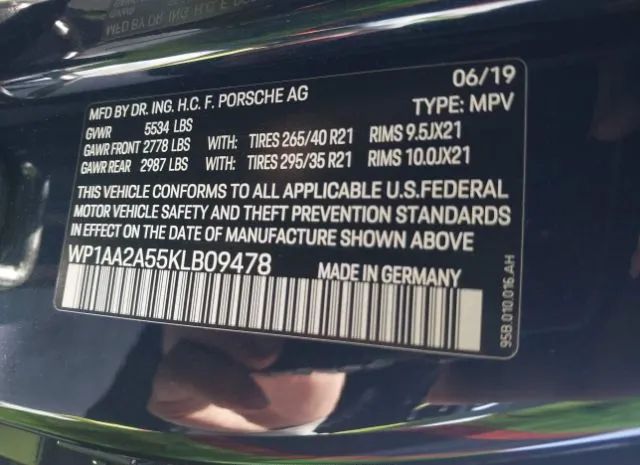 MFD BY DR. ING. H.C. F. PORSCHE AG 06/19
GVWR 5534 LBS TYPE: MPV
GAWR FRONT 2778 LBS WITH: TIRES 265/40 R21 RIMS 9.5JX21
GAWR REAR 2987 LBS WITH: TIRES 295/35 R21 RIMS 10.0JX21
THIS VEHICLE CONFORMS TO ALL APPLICABLE U.S.FEDERAL
MOTOR VEHICLE SAFETY AND THEFT PREVENTION STANDARDS
IN EFFECT ON THE DATE OF MANUFACTURE SHOWN ABOVE.
WP1AA2A55KLB09478 MADE IN GERMANY
95B.010.016.AH